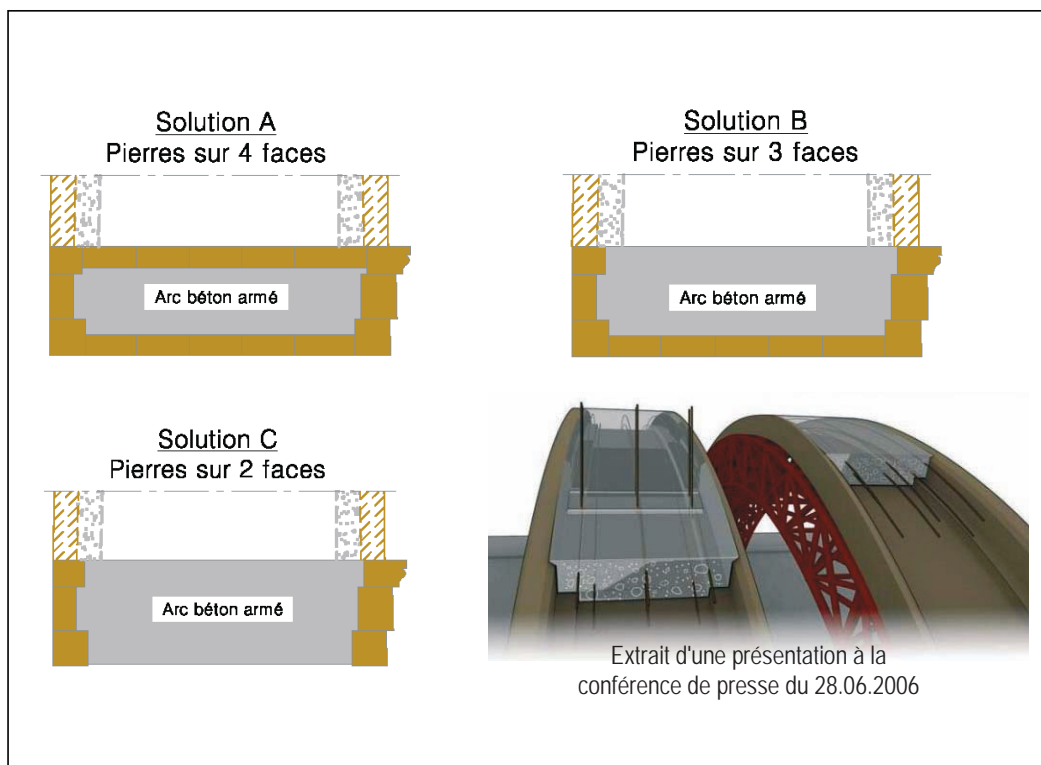 Solution A
Pierres sur 4 faces
Arc béton armé
Solution B
Pierres sur 3 faces
Arc béton armé
Solution C
Pierres sur 2 faces
Arc béton armé
Extrait d'une présentation à la
conférence de presse du 28.06.2006